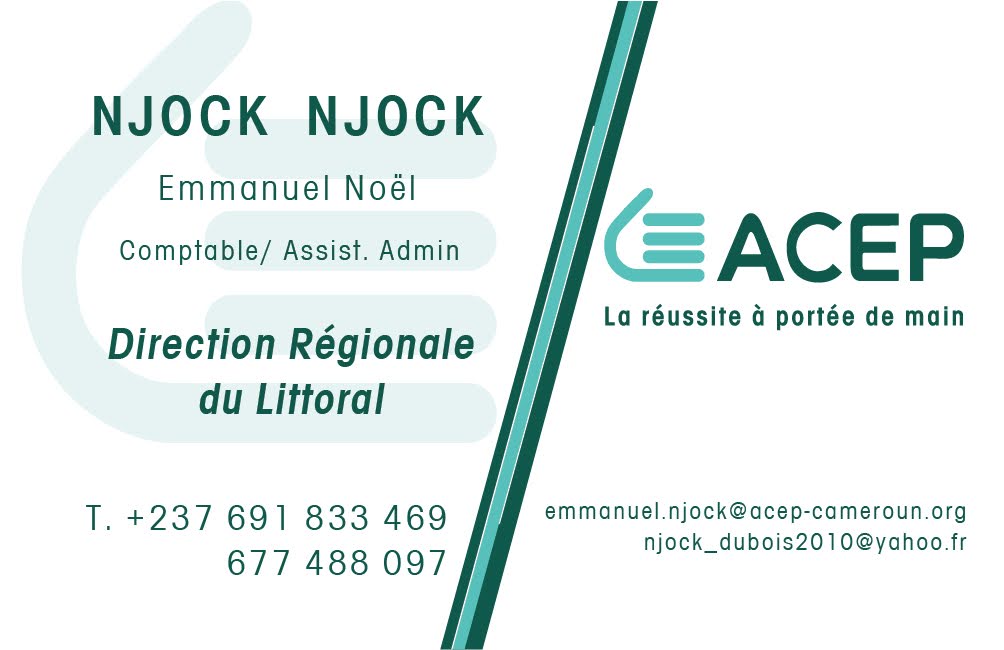 NJOCK NJOCK
Emmanuel Noël
Comptable/ Assist. Admin
Direction Régionale
du Littoral
T. +237 691 833 469
677 488 097
ACEP
La réussite à portée de main
emmanuel.njock@acep-cameroun.org
njock_dubois2010@yahoo.fr